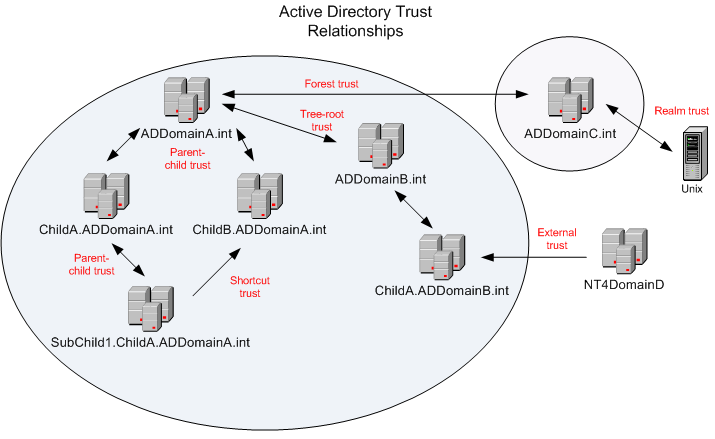 Active Directory Trust
Relationships
Forest trust
ADDomainA.int
ADDomainC.int
Tree-root
trust
Realm trust
Parent-
child trust
ADDomainB.int
Unix
ChildA.ADDomainA.int
ChildB.ADDomainA.int
External
trust
Parent-
child trust
Shortcut
trust
ChildA.ADDomainB.int
NT4DomainD
SubChild1.ChildA.ADDomainA.int